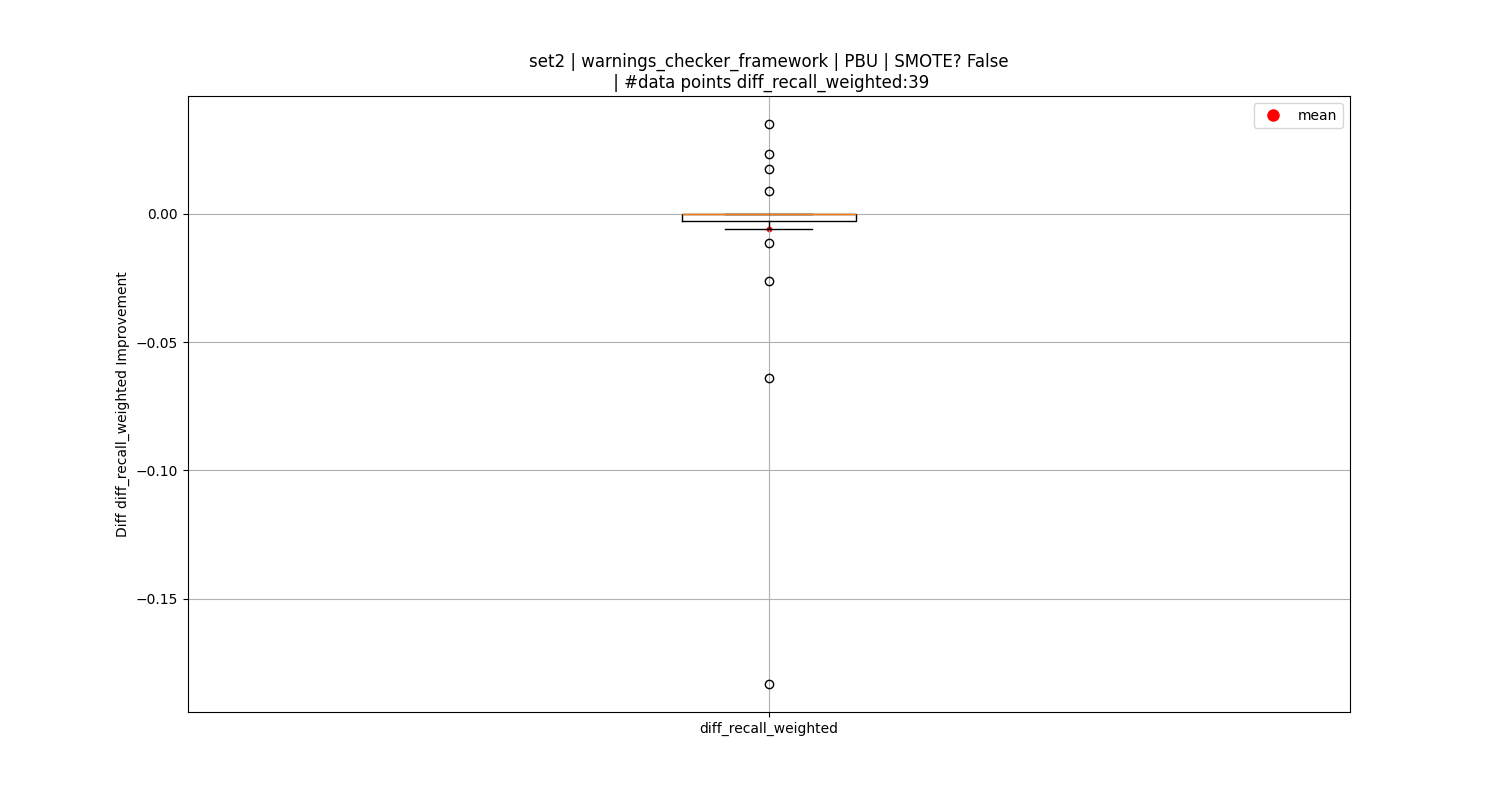 set2 | warnings_checker_framework | PBU | SMOTE? False
| #data points diff_recall_weighted:39
mean
0.00
−0.05
−0.10
−0.15
Diff diff_recall_weighted Improvement
diff_recall_weighted